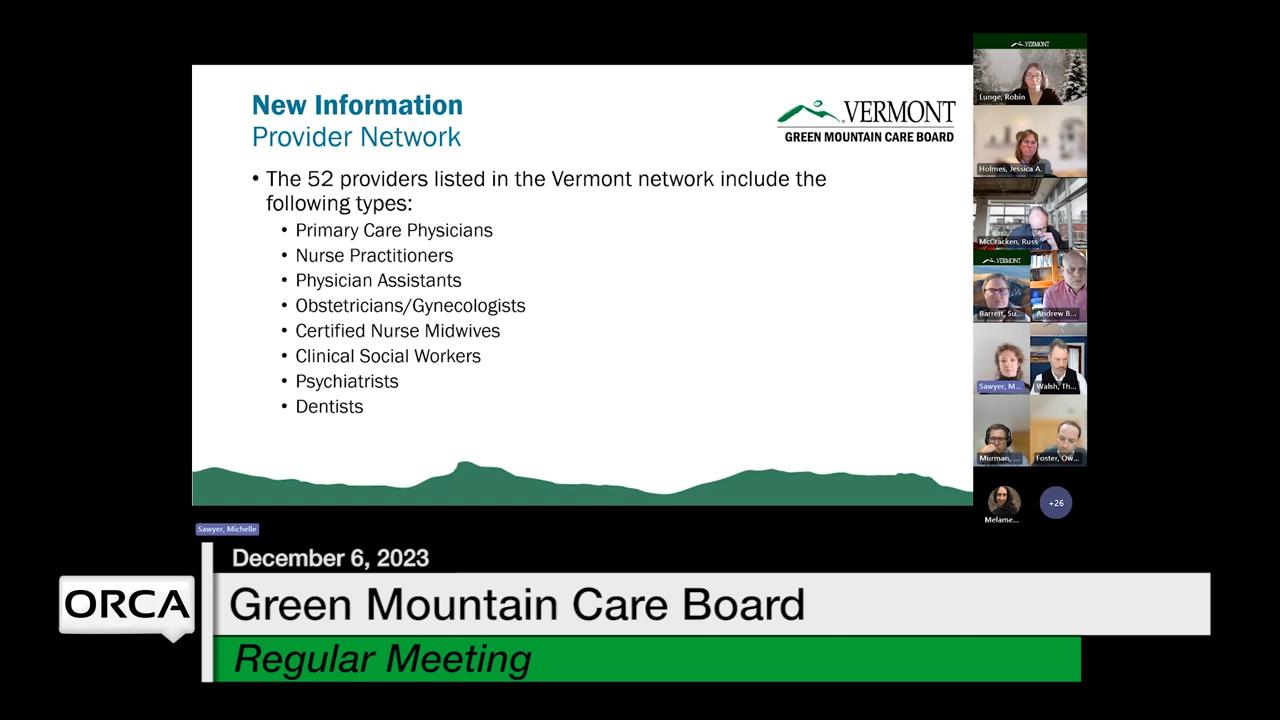 New Information
Provider Network
VERMONT
GREEN MOUNTAIN CARE BOARD
• The 52 providers listed in the Vermont network include the
following types:
• Primary Care Physicians
• Nurse Practitioners
• Physician Assistants
• Obstetricians/Gynecologists
• Certified Nurse Midwives
• Clinical Social Workers
• Psychiatrists
• Dentists
VERMONT
Lunge, Robin
Holmes, Jessica A.
McCracken, Russ
VERMONT
Barrett, Su...
Andrew B...
Sawyer, M...
Walsh, Th...
Murman, ...
Foster, Ow...
Melame...
+26
Sawyer, Michelle
December 6, 2023
ORCA
Green Mountain Care Board
Regular Meeting